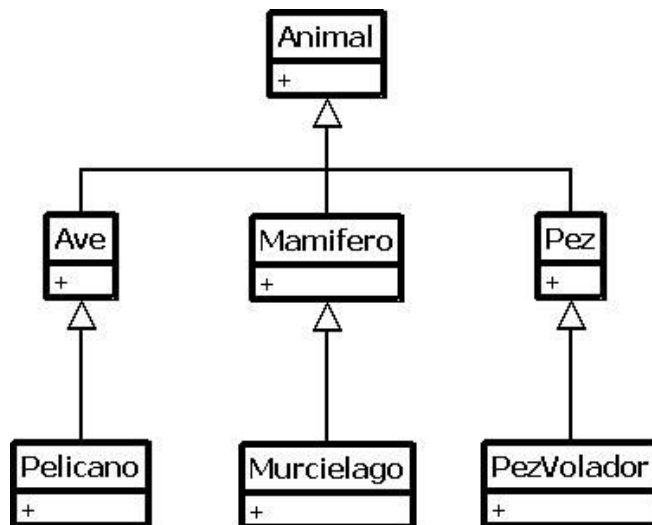 Animal
+
Ave
+
Mamifero
+
Pez
+
Pelicano
+
Murcielago
+
PezVolador
+